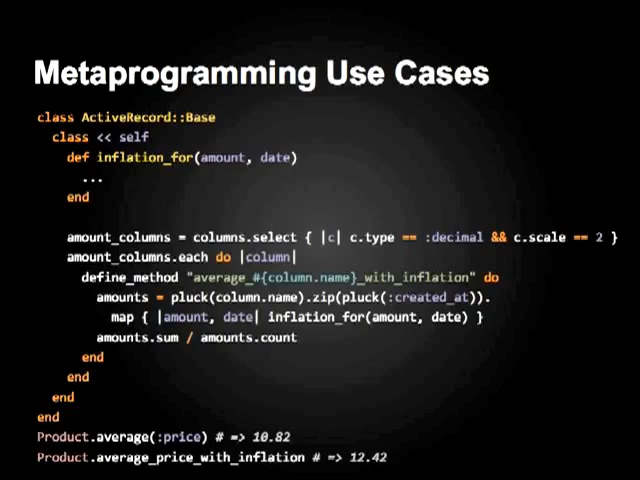 Metaprogramming Use Cases
class ActiveRecord::Base
class << self
def inflation_for(amount, date)
...
end
amount_columns = columns.select { |c| c.type == :decimal && c.scale == 2 }
amount_columns.each do |column|
define_method "average_#{column.name}_with_inflation" do
amounts = pluck(column.name).zip(pluck(:created_at)).
map { |amount, date| inflation_for(amount, date) }
amounts.sum / amounts.count
end
end
end
end
Product.average(:price) # => 10.82
Product.average_price_with_inflation # => 12.42